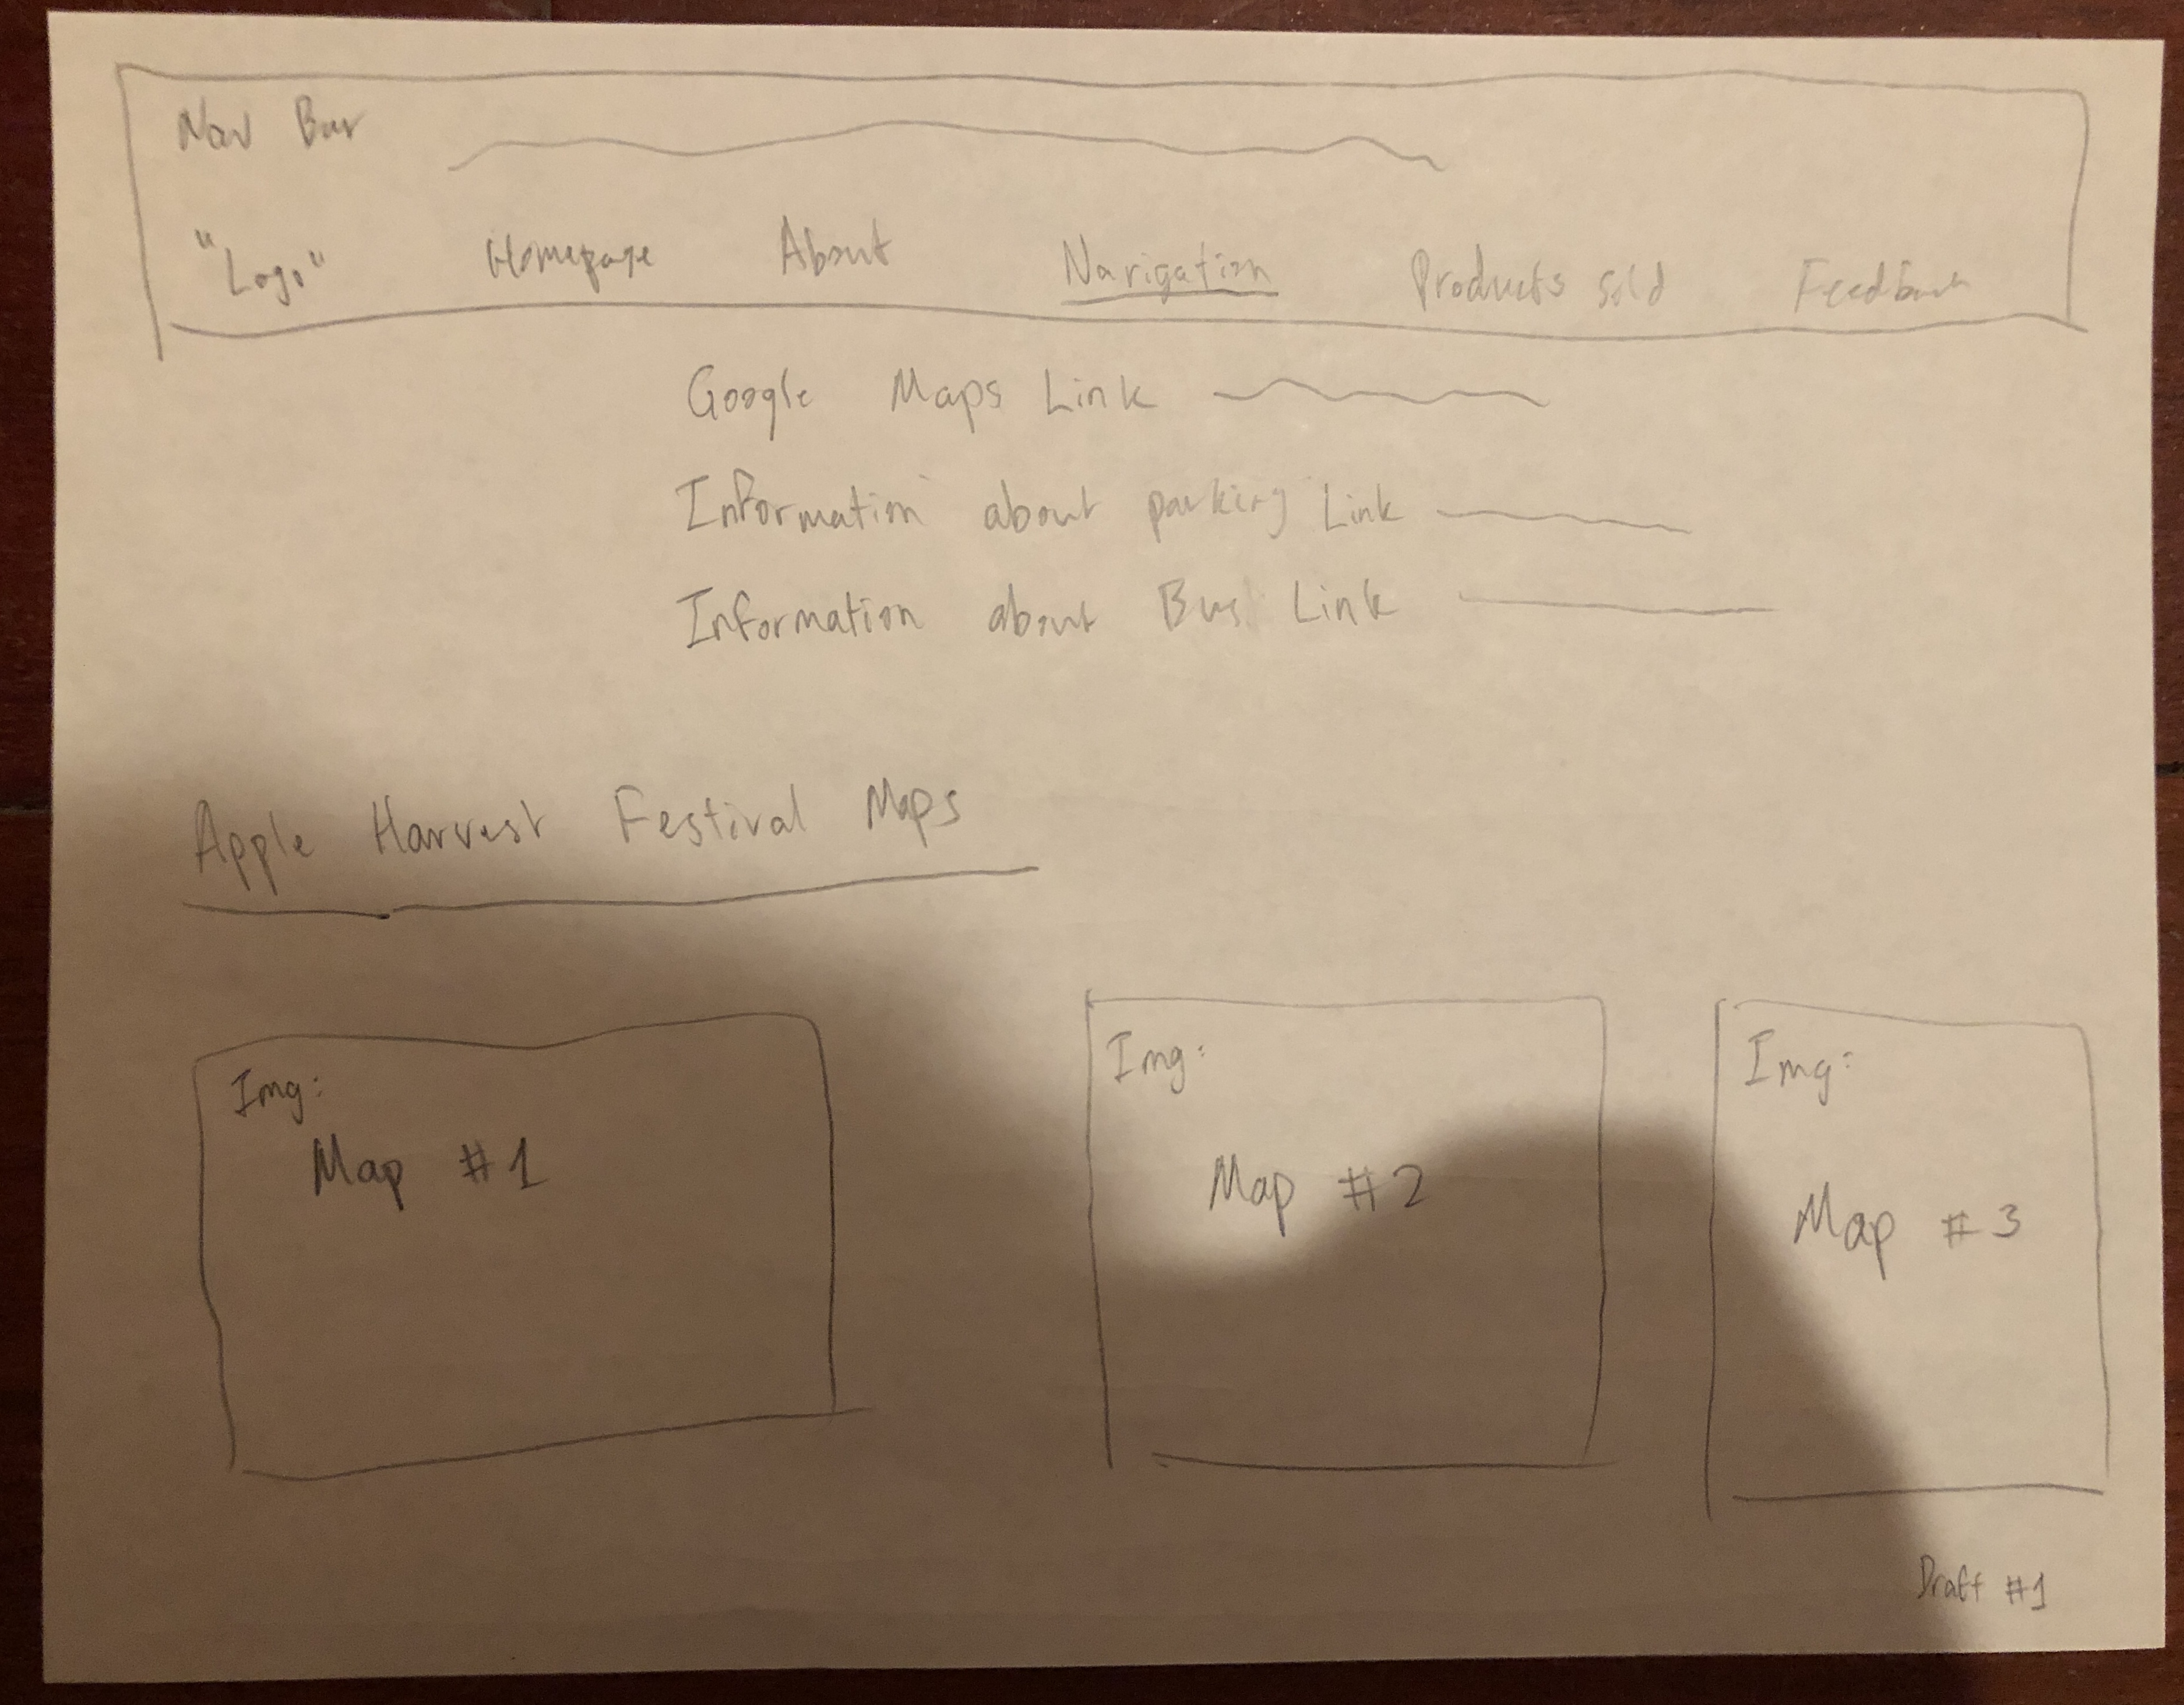 Nav Bar
"Logo" Homepage About Navigation Products Sold Feedback
Google Maps Link
Information about parking Link
Information about Bus Link
Apple Harvest Festival Maps
Img: Img: Img:
Map #1 Map #2 Map #3
Draft #1